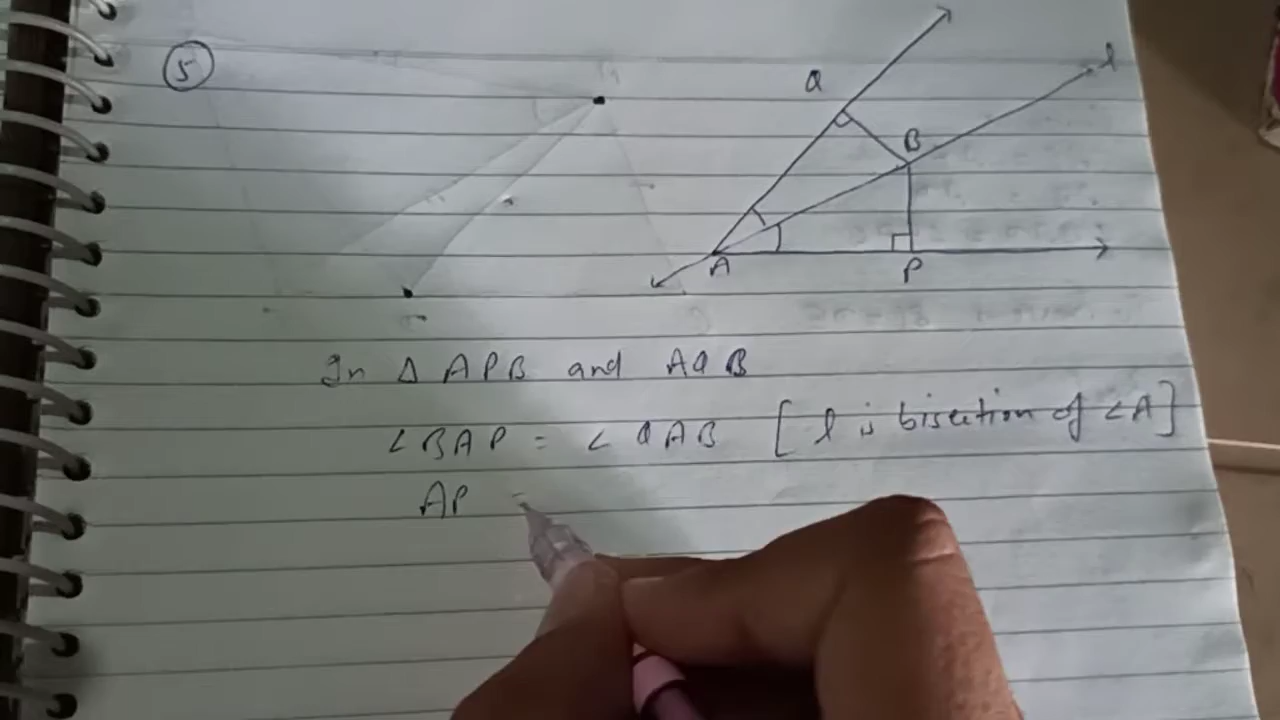 5
l
Q
B
A
P
In Δ APB and AQB
∠BAP = ∠QAB [l is bisection of ∠A]
AP =